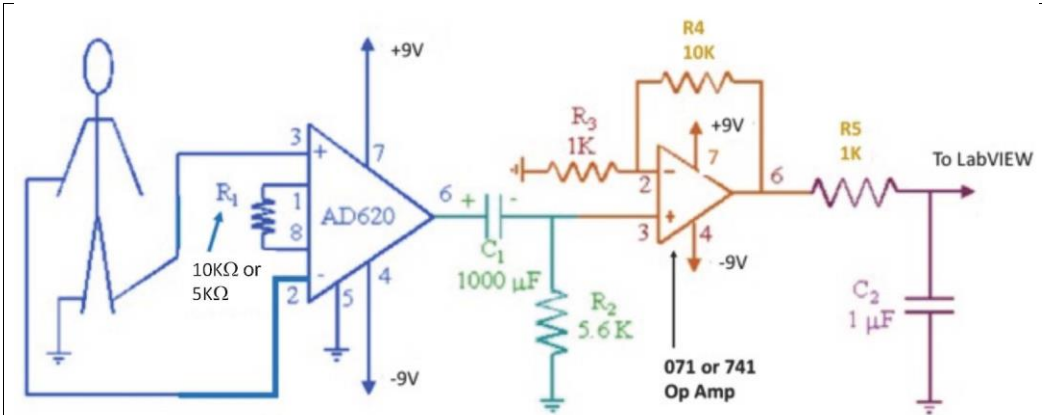 +9V
3
+
7
R₁
1
8
AD620
10KΩ or
5KΩ
-
2
5
4
-9V
6
+
-
C₁
1000 µF
R₂
5.6 K
R₃
1K
R4
10K
+9V
7
2
-
+
3
4
-9V
6
071 or 741
Op Amp
R5
1K
To LabVIEW
C₂
1 µF